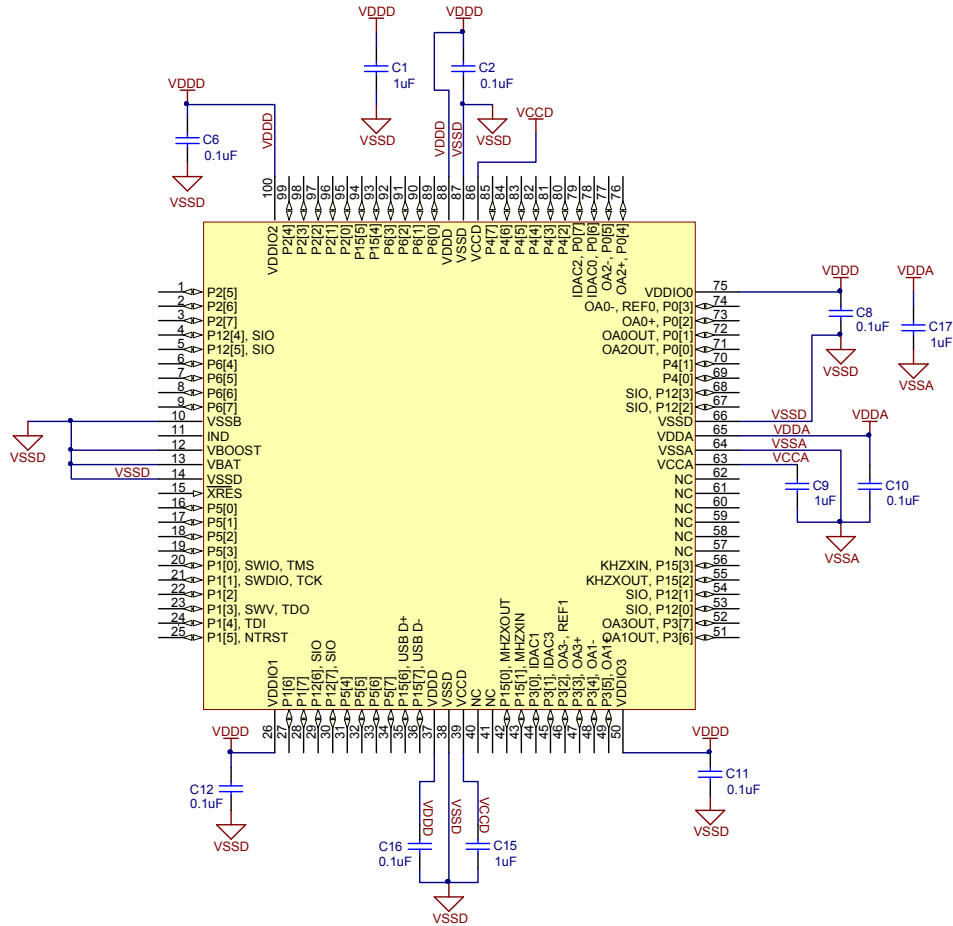 VDDD
VDDD
C1
1uF
VSSD
C2
0.1uF
VSSD
VDDD
C6
0.1uF
VSSD
VDDD
VDDD
VSSD
VCCD
100
99
98
97
96
95
94
93
92
91
90
89
88
87
86
85
84
83
82
81
80
79
78
77
76
VDDIO2
P2[4]
P2[3]
P2[2]
P2[1]
P2[0]
P15[5]
P15[4]
P6[3]
P6[2]
P6[1]
P6[0]
VDDD
VSSD
VCCD
P4[7]
P4[6]
P4[5]
P4[4]
P4[3]
P4[2]
IDAC2, P0[7]
IDAC0, P0[6]
OA2-, P0[5]
OA2+, P0[4]
1 P2[5]
2 P2[6]
3 P2[7]
4 P12[4], SIO
5 P12[5], SIO
6 P6[4]
7 P6[5]
8 P6[6]
9 P6[7]
10 VSSB
11 IND
12 VBOOST
13 VBAT
VSSD 14 VSSD
15 XRES
16 P5[0]
17 P5[1]
18 P5[2]
19 P5[3]
20 P1[0], SWIO, TMS
21 P1[1], SWDIO, TCK
22 P1[2]
23 P1[3], SWV, TDO
24 P1[4], TDI
25 P1[5], NTRST
VSSD
VDDIO0 75
OA0-, REF0, P0[3] 74
OA0+, P0[2] 73
OA0OUT, P0[1] 72
OA2OUT, P0[0] 71
P4[1] 70
P4[0] 69
SIO, P12[3] 68
SIO, P12[2] 67
VSSD 66 VSSD
VDDA 65 VDDA
VSSA 64 VSSA
VCCA 63 VCCA
NC 62
NC 61
NC 60
NC 59
NC 58
NC 57
KHZXIN, P15[3] 56
KHZXOUT, P15[2] 55
SIO, P12[1] 54
SIO, P12[0] 53
OA3OUT, P3[7] 52
OA1OUT, P3[6] 51
VDDD
C8
0.1uF
VSSD
VDDA
C17
1uF
VSSA
VDDA
C9
1uF
C10
0.1uF
VSSA
VDDIO1
P1[6]
P1[7]
P12[6], SIO
P12[7], SIO
P5[4]
P5[5]
P5[6]
P5[7]
P15[6], USB D+
P15[7], USB D-
VDDD
VSSD
VCCD
NC
NC
P15[0], MHZXOUT
P15[1], MHZXIN
P3[0], IDAC1
P3[1], IDAC3
P3[2], OA3-, REF1
P3[3], OA3+
P3[4], OA1-
P3[5], OA1+
VDDIO3
26
27
28
29
30
31
32
33
34
35
36
37
38
39
40
41
42
43
44
45
46
47
48
49
50
VDDD
C12
0.1uF
VSSD
VDDD
VSSD
VCCD
C16
0.1uF
C15
1uF
VSSD
VDDD
C11
0.1uF
VSSD